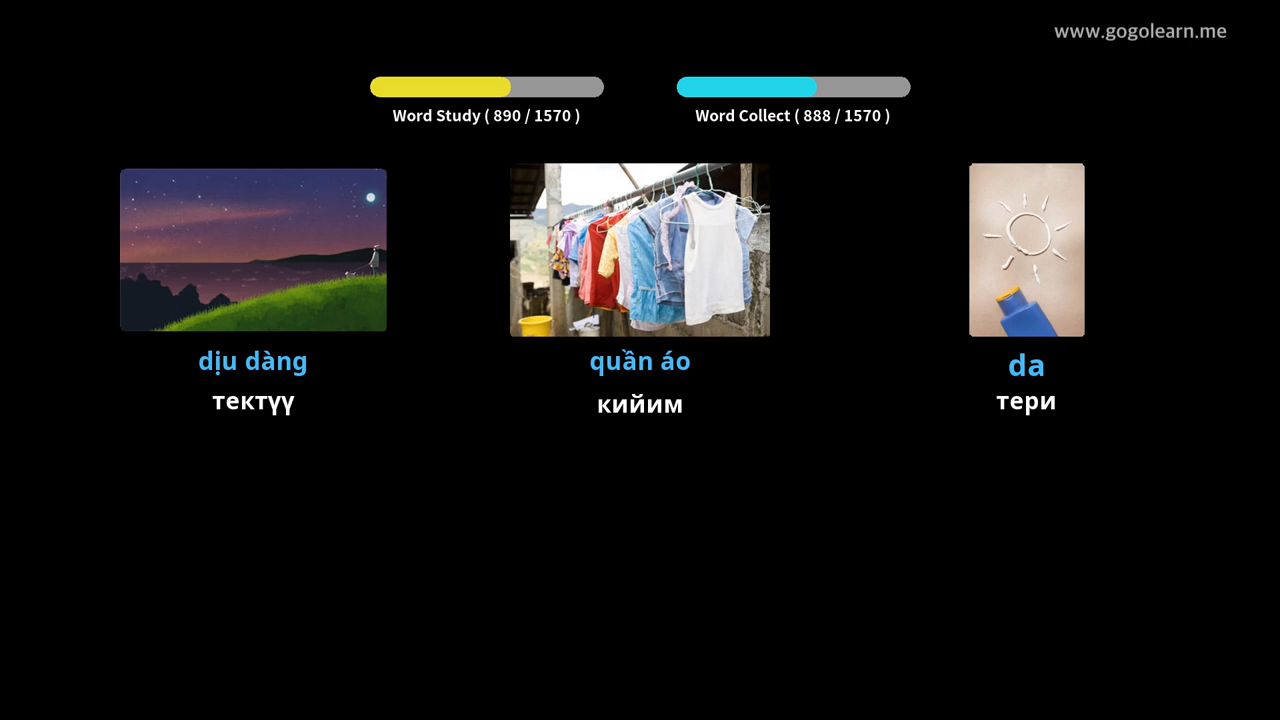 www.gogolearn.me
Word Study ( 890 / 1570 )
Word Collect ( 888 / 1570 )
dịu dàng
тектүү
quần áo
кийим
da
тери